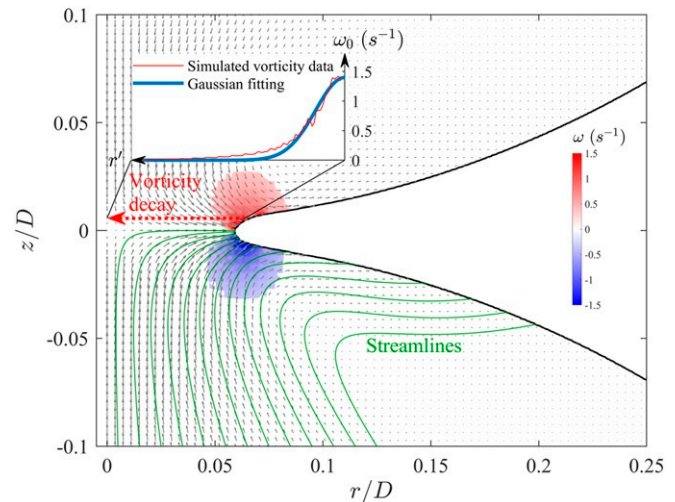 0.1
0.05
0
-0.05
-0.1
z/D
0
0.05
0.1
0.15
0.2
0.25
r/D
ω₀ (s⁻¹)
Simulated vorticity data
Gaussian fitting
1.5
1
0.5
0
r′
Vorticity
decay
ω (s⁻¹)
1.5
1
0.5
0
-0.5
-1
-1.5
Streamlines